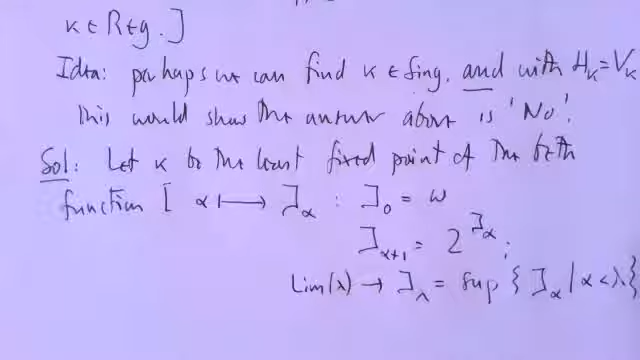 κ ∈ Reg. ]
Idea: perhaps we can find κ ∈ Sing. and with H_κ = V_κ
this would show the answer above is 'No'.
Sol: Let κ be the least fixed point of the beth
function [ α ⟼ ℶ_α : ℶ_0 = ω
ℶ_{α+1} = 2^{ℶ_α} ;
Lim(λ) → ℶ_λ = sup { ℶ_α | α < λ }